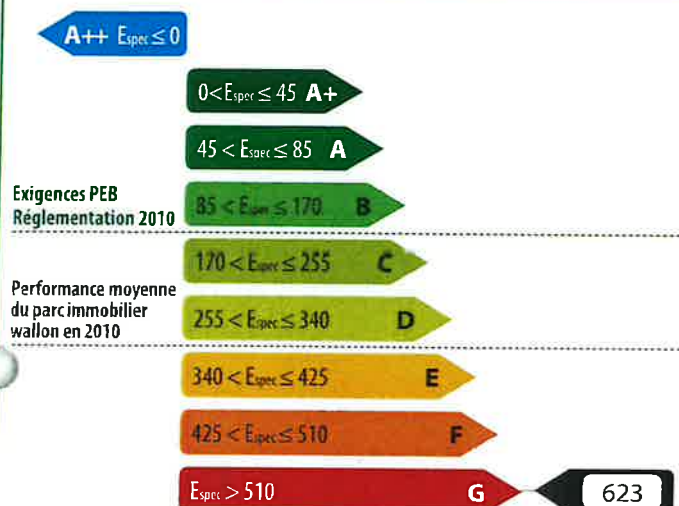 A++ Espec ≤ 0
0 < Espec ≤ 45 A+
45 < Espec ≤ 85 A
Exigences PEB
Réglementation 2010
85 < Espec ≤ 170 B
170 < Espec ≤ 255 C
Performance moyenne
du parc immobilier
wallon en 2010
255 < Espec ≤ 340 D
340 < Espec ≤ 425 E
425 < Espec ≤ 510 F
Espec > 510 G 623